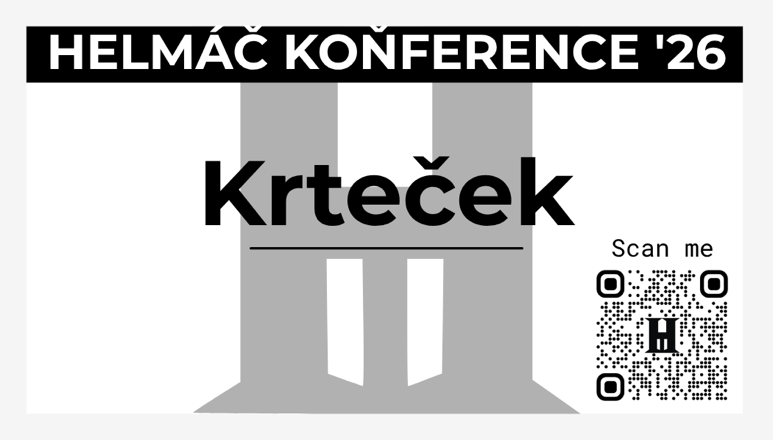 HELMÁČ KOŇFERENCE '26
Krteček
Scan me
H